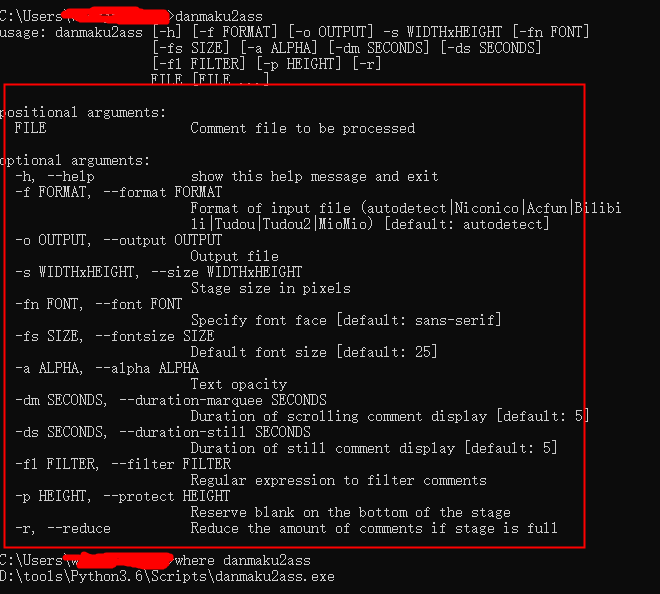 C:\Users\>danmaku2ass
usage: danmaku2ass [-h] [-f FORMAT] [-o OUTPUT] -s WIDTHxHEIGHT [-fn FONT]
[-fs SIZE] [-a ALPHA] [-dm SECONDS] [-ds SECONDS]
[-fl FILTER] [-p HEIGHT] [-r]
FILE [FILE ...]
positional arguments:
FILE Comment file to be processed
optional arguments:
-h, --help show this help message and exit
-f FORMAT, --format FORMAT
Format of input file (autodetect|Niconico|Acfun|Bilibi
li|Tudou|Tudou2|MioMio) [default: autodetect]
-o OUTPUT, --output OUTPUT
Output file
-s WIDTHxHEIGHT, --size WIDTHxHEIGHT
Stage size in pixels
-fn FONT, --font FONT
Specify font face [default: sans-serif]
-fs SIZE, --fontsize SIZE
Default font size [default: 25]
-a ALPHA, --alpha ALPHA
Text opacity
-dm SECONDS, --duration-marquee SECONDS
Duration of scrolling comment display [default: 5]
-ds SECONDS, --duration-still SECONDS
Duration of still comment display [default: 5]
-fl FILTER, --filter FILTER
Regular expression to filter comments
-p HEIGHT, --protect HEIGHT
Reserve blank on the bottom of the stage
-r, --reduce Reduce the amount of comments if stage is full
C:\Users\>where danmaku2ass
D:\tools\Python3.6\Scripts\danmaku2ass.exe